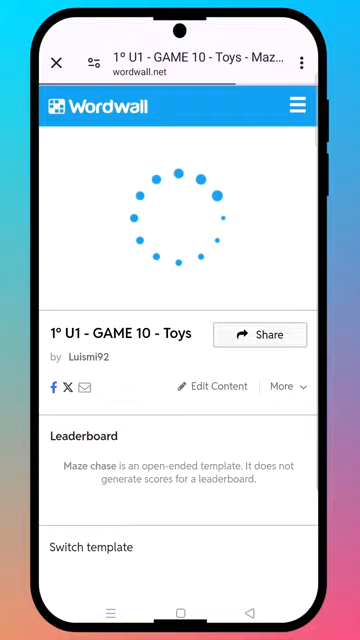 1º U1 - GAME 10 - Toys - Maz...
wordwall.net
Wordwall
1º U1 - GAME 10 - Toys
Share
by Luismi92
Edit Content
More
Leaderboard
Maze chase is an open-ended template. It does not
generate scores for a leaderboard.
Switch template